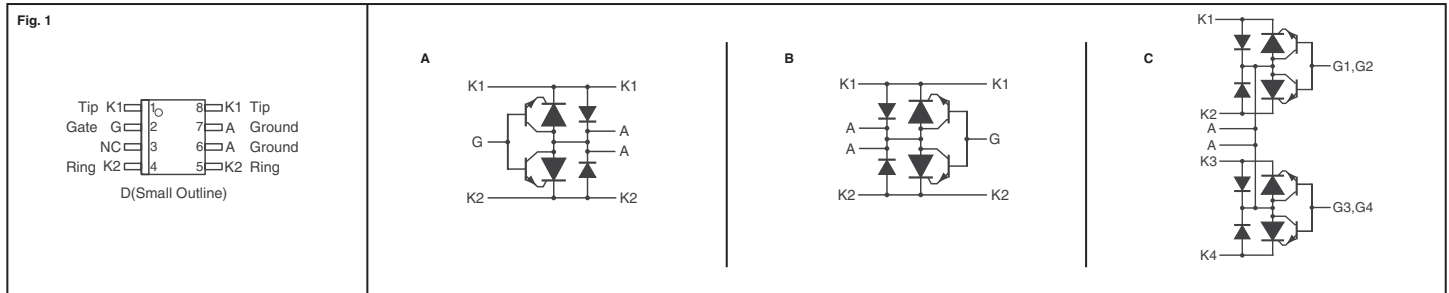 Fig. 1
Tip K1 1 8 K1 Tip
Gate G 2 7 A Ground
NC 3 6 A Ground
Ring K2 4 5 K2 Ring
D(Small Outline)
A
K1 K1
A
G
A
K2 K2
B
K1 K1
A
G
A
K2 K2
C
K1
G1,G2
K2
A
A
K3
G3,G4
K4